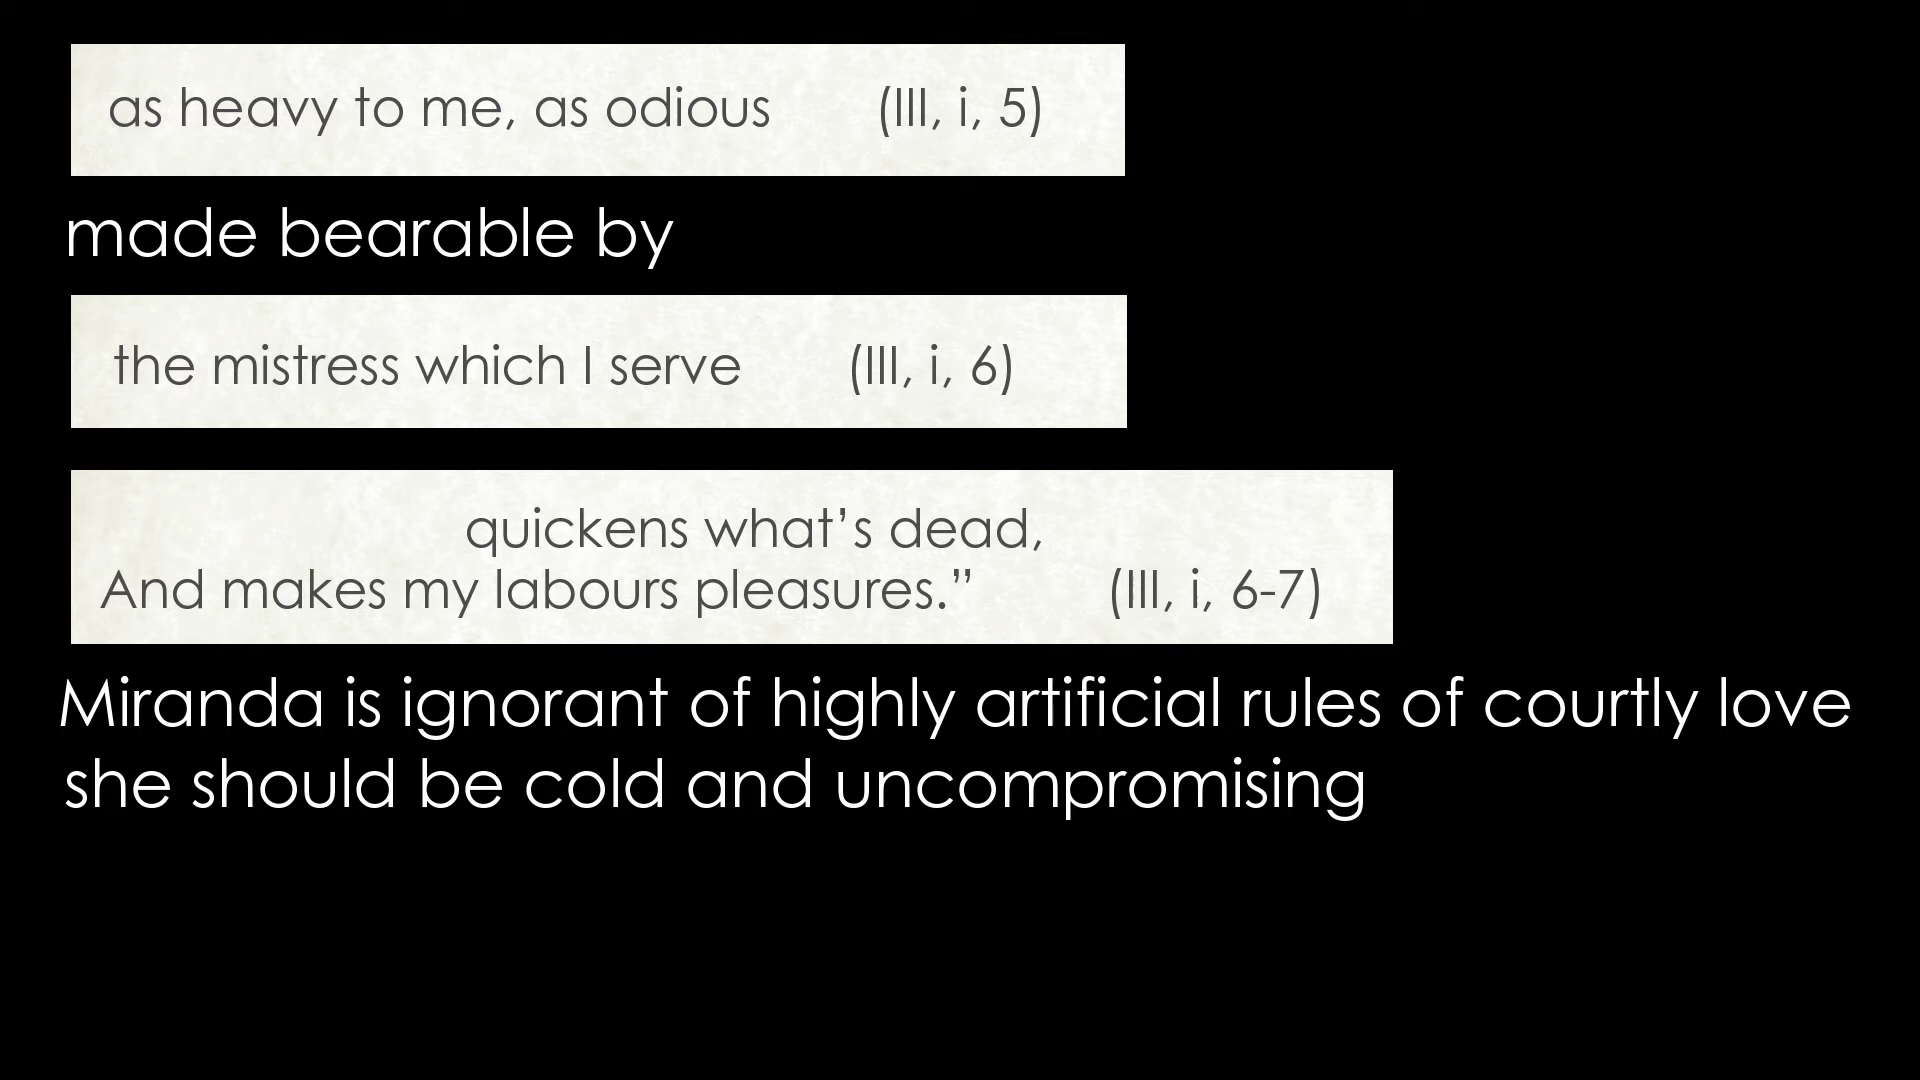 as heavy to me, as odious (III, i, 5)
made bearable by
the mistress which I serve (III, i, 6)
quickens what’s dead,
And makes my labours pleasures.” (III, i, 6-7)
Miranda is ignorant of highly artificial rules of courtly love
she should be cold and uncompromising